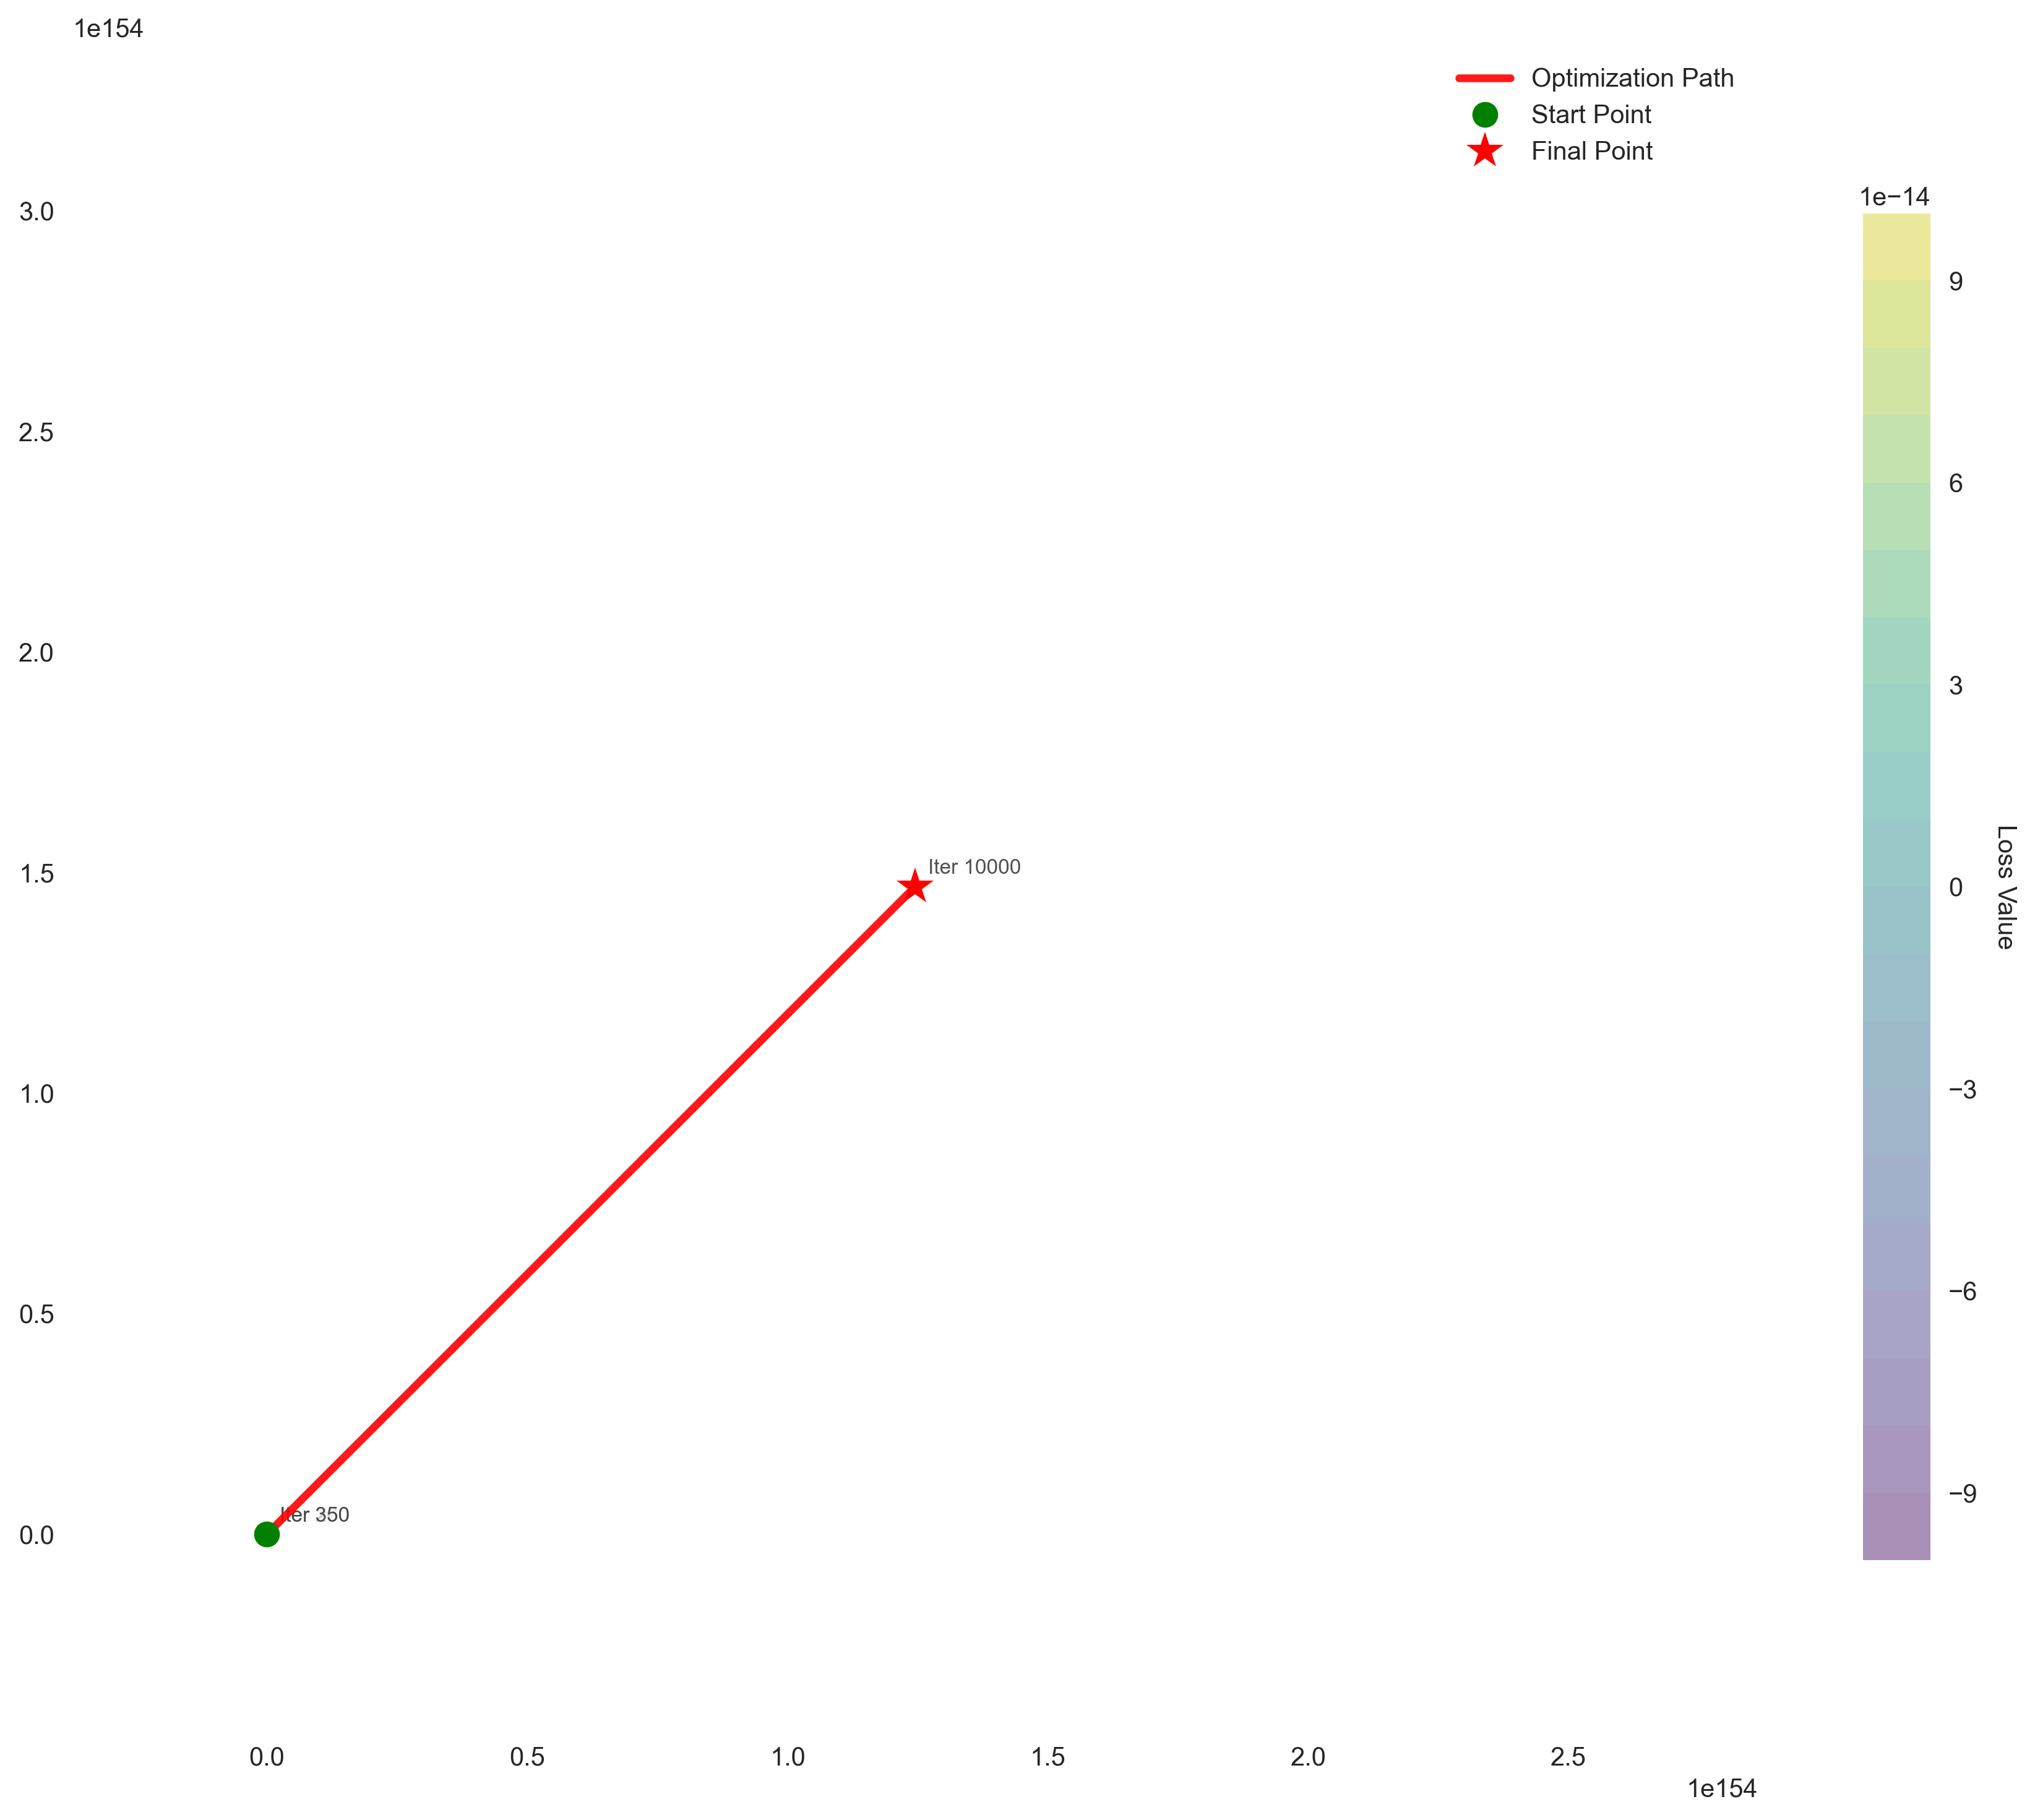 1e154
Optimization Path
Start Point
Final Point
1e−14
3.0
2.5
2.0
1.5
1.0
0.5
0.0
Iter 10000
Iter 350
9
6
3
0
−3
−6
−9
Loss Value
0.0 0.5 1.0 1.5 2.0 2.5
1e154